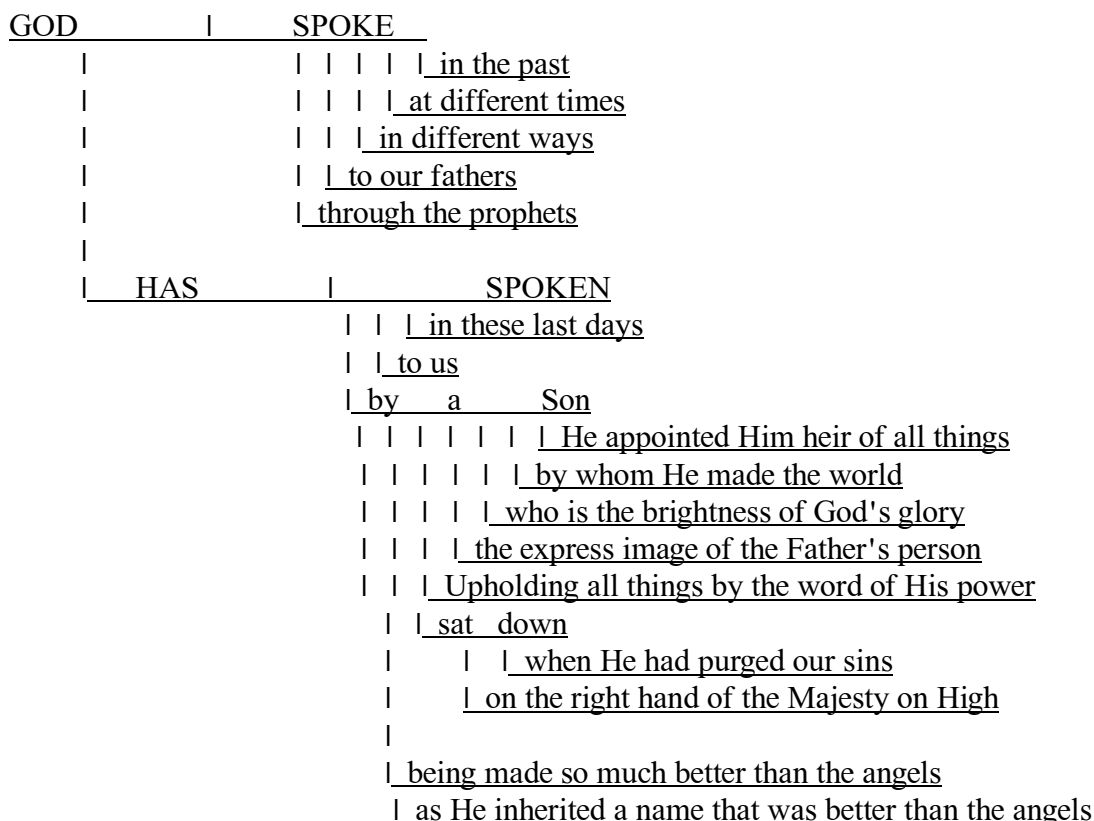 GOD | SPOKE
| | | | | | in the past
| | | | | at different times
| | | | in different ways
| | | to our fathers
| | through the prophets
|
| HAS | SPOKEN
| | | in these last days
| | to us
| by a Son
| | | | | | | He appointed Him heir of all things
| | | | | | by whom He made the world
| | | | | who is the brightness of God's glory
| | | | the express image of the Father's person
| | | Upholding all things by the word of His power
| | sat down
| | | when He had purged our sins
| | on the right hand of the Majesty on High
|
| being made so much better than the angels
| as He inherited a name that was better than the angels